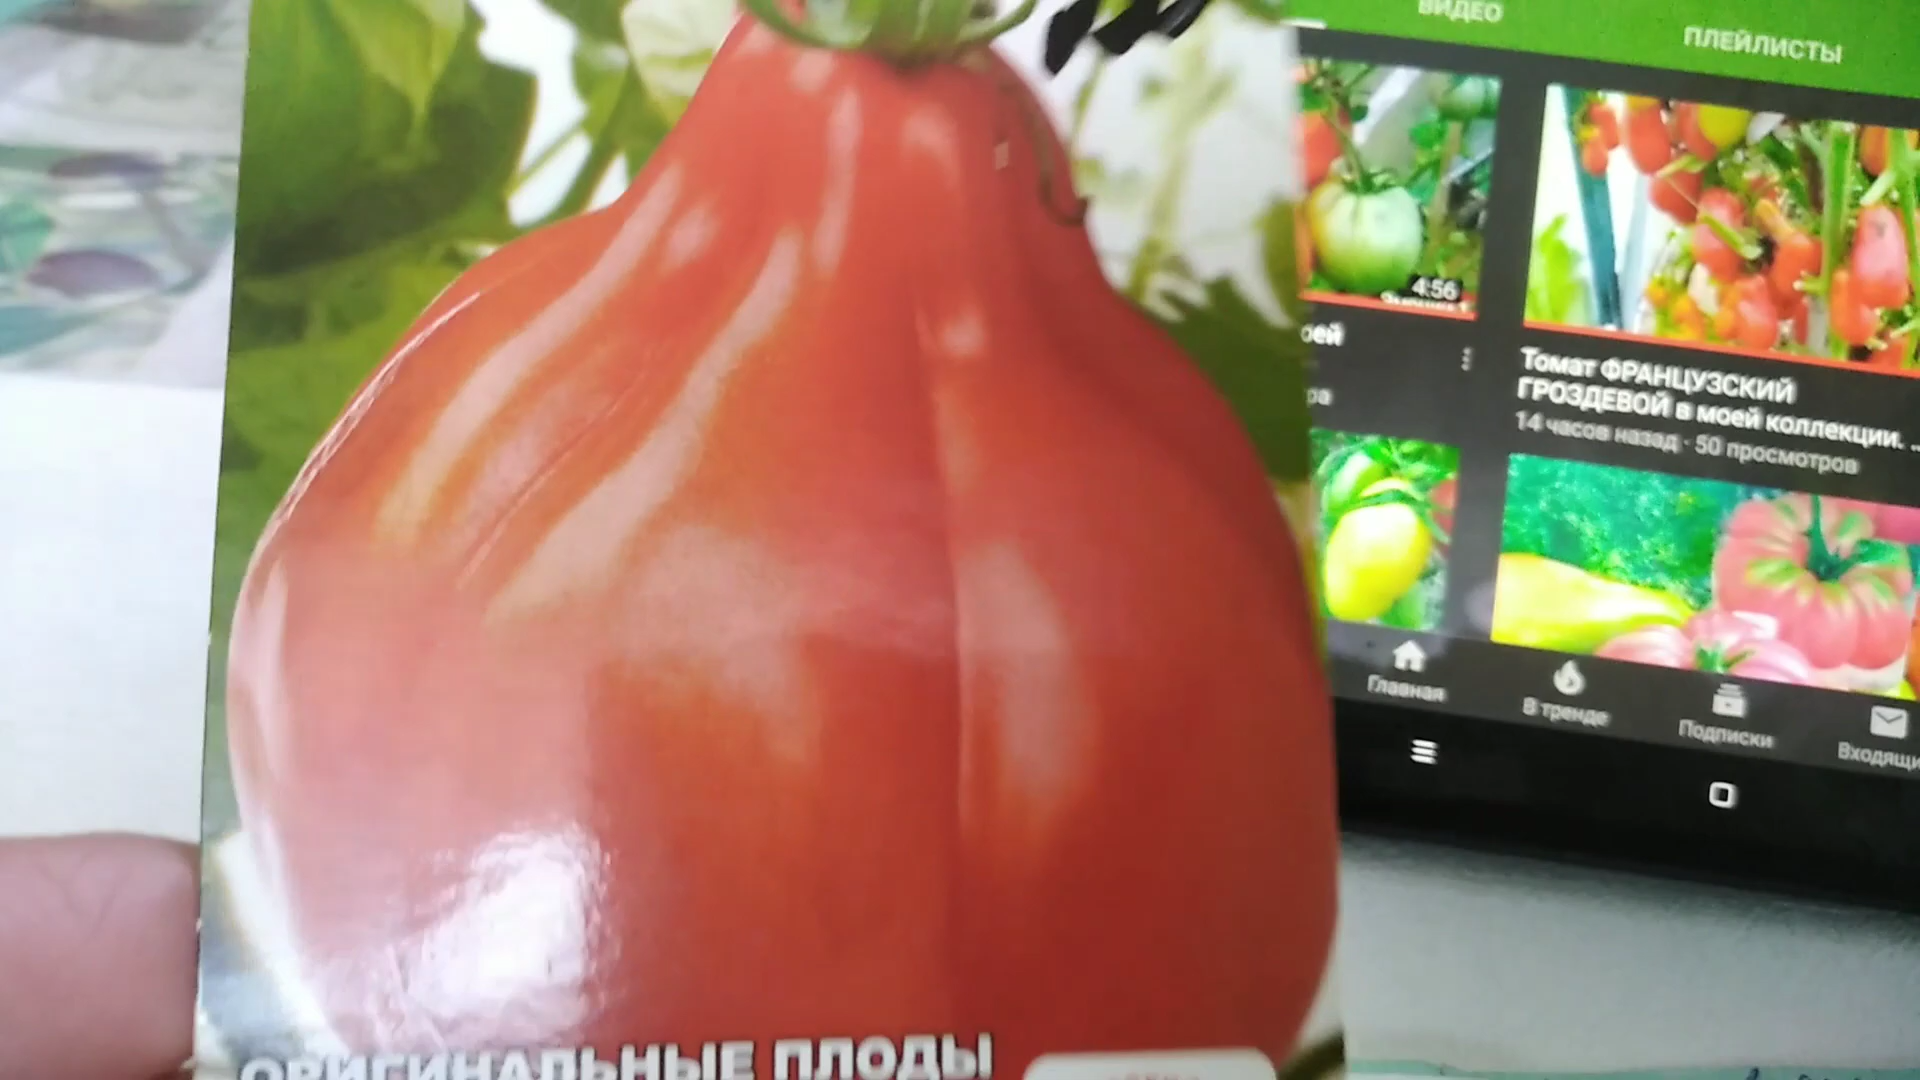 ОРИГИНАЛЬНЫЕ ПЛОДЫ
ВИДЕО
ПЛЕЙЛИСТЫ
4:56
Томат ФРАНЦУЗСКИЙ
ГРОЗДЕВОЙ в моей коллекции. ..
14 часов назад · 50 просмотров
Главная
В тренде
Подписки
Входящи